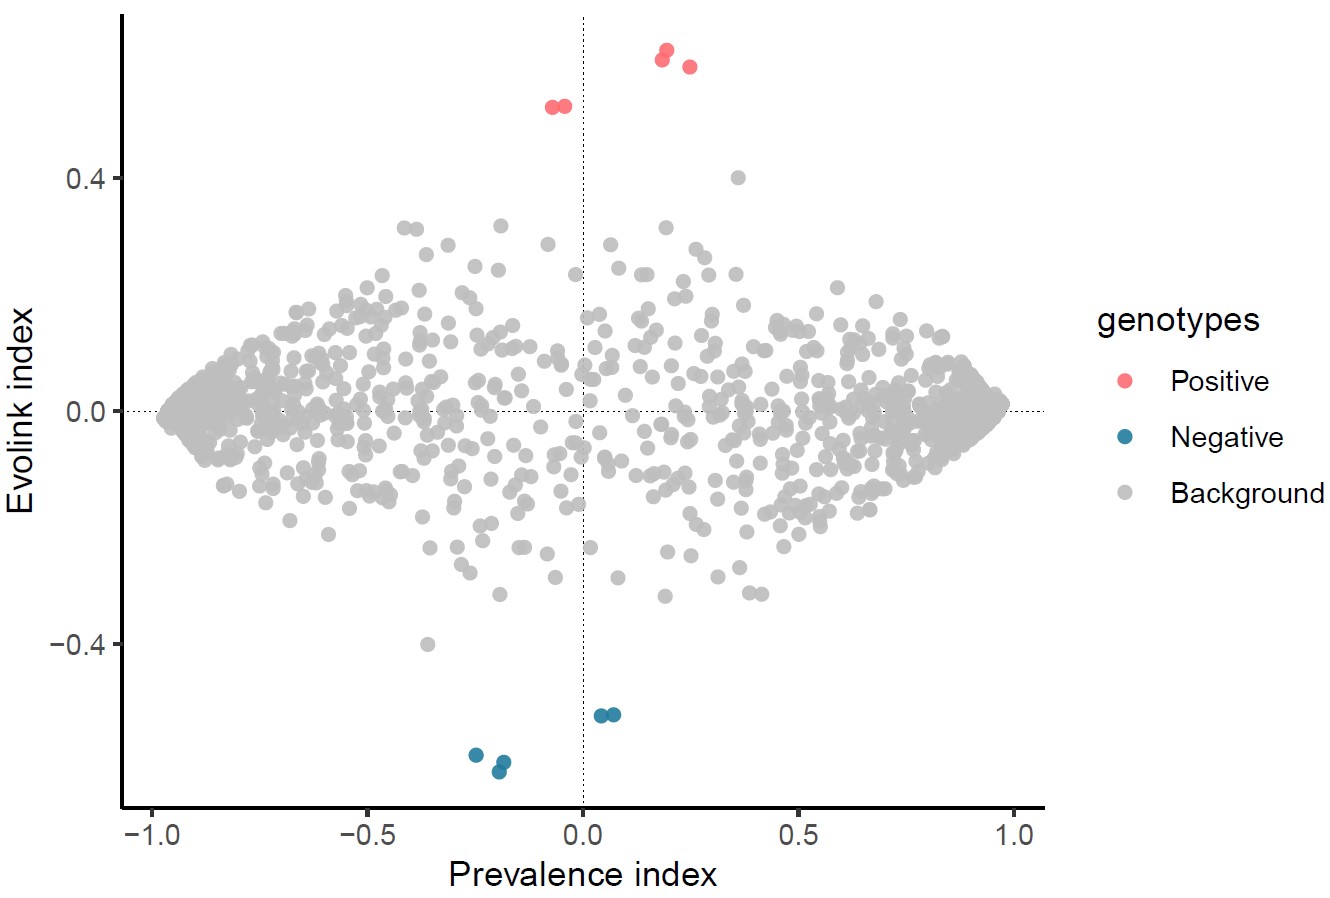 0.4
0.0
−0.4
Evolink index
−1.0
−0.5
0.0
0.5
1.0
Prevalence index
genotypes
Positive
Negative
Background